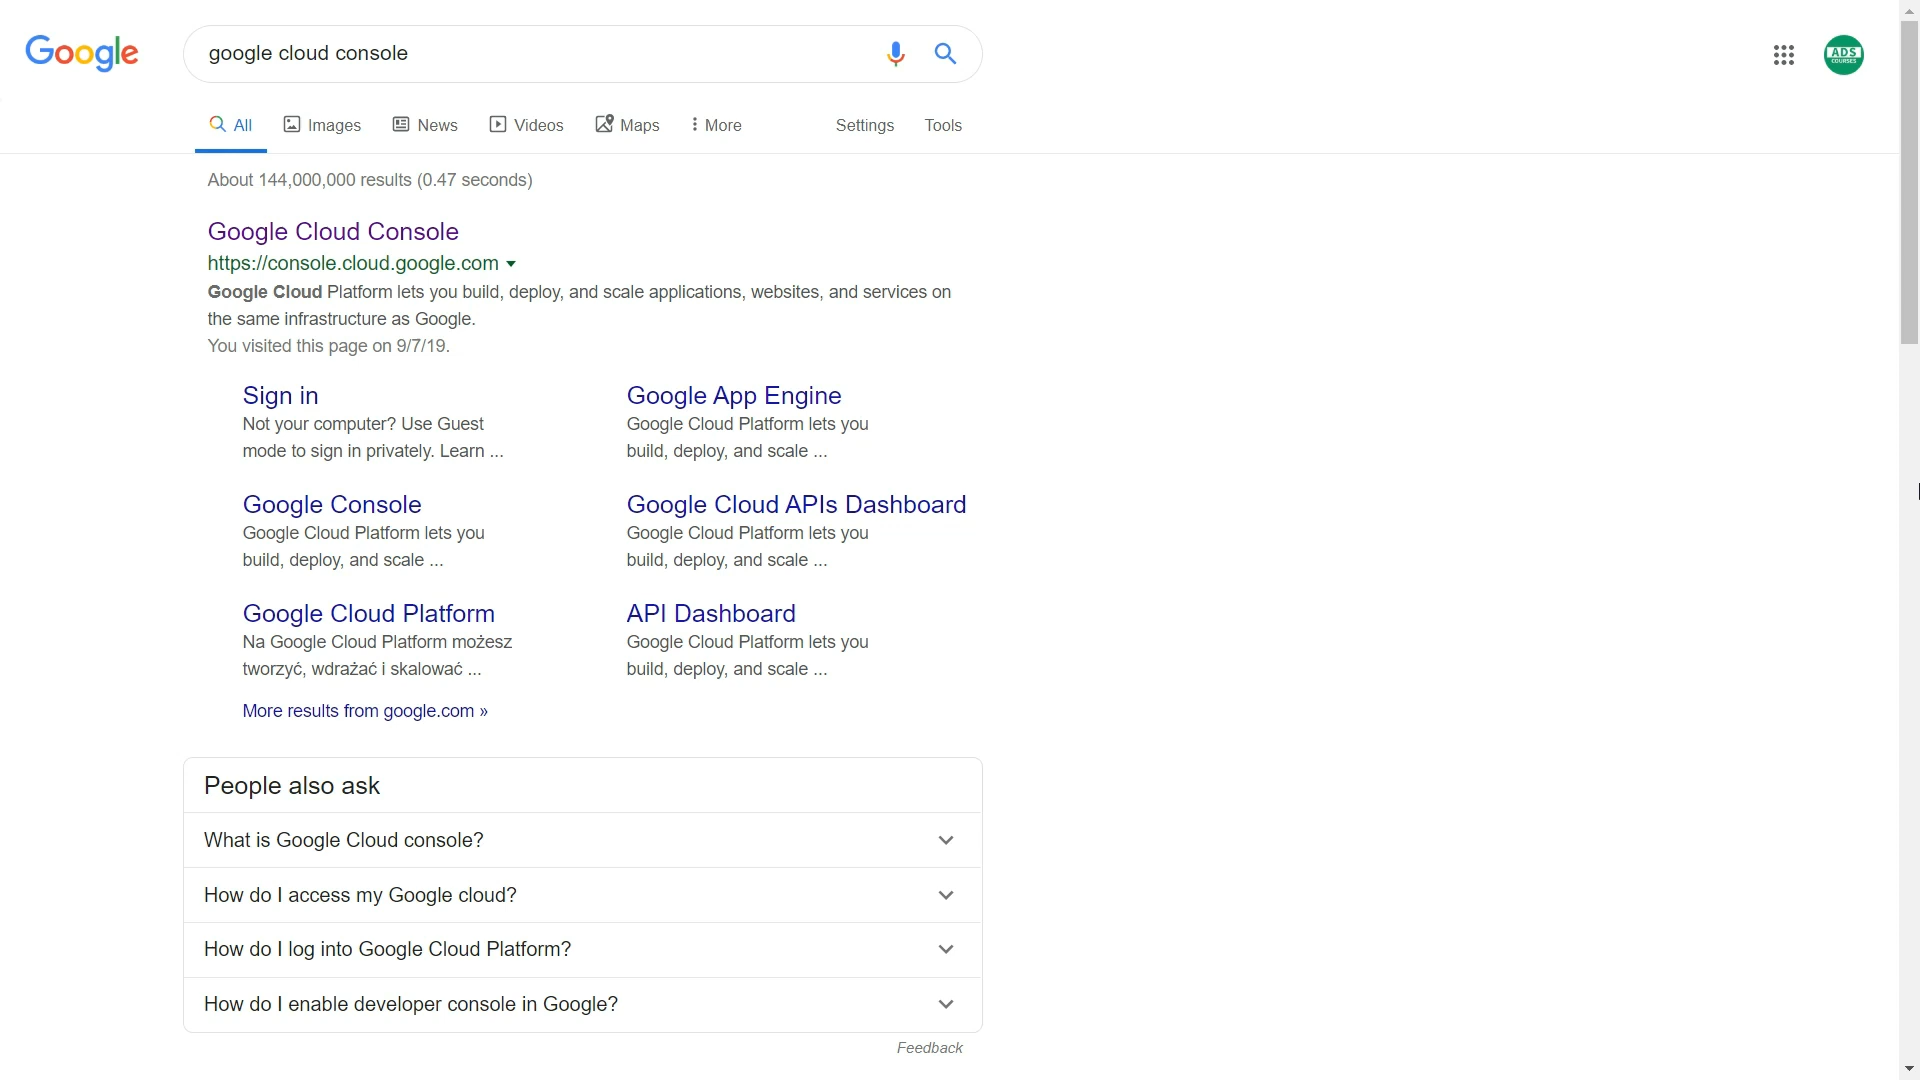 Google
google cloud console
ADS
COURSES
All Images News Videos Maps More Settings Tools
About 144,000,000 results (0.47 seconds)
Google Cloud Console
https://console.cloud.google.com
Google Cloud Platform lets you build, deploy, and scale applications, websites, and services on
the same infrastructure as Google.
You visited this page on 9/7/19.
Sign in
Not your computer? Use Guest
mode to sign in privately. Learn ...
Google App Engine
Google Cloud Platform lets you
build, deploy, and scale ...
Google Console
Google Cloud Platform lets you
build, deploy, and scale ...
Google Cloud APIs Dashboard
Google Cloud Platform lets you
build, deploy, and scale ...
Google Cloud Platform
Na Google Cloud Platform możesz
tworzyć, wdrażać i skalować ...
API Dashboard
Google Cloud Platform lets you
build, deploy, and scale ...
More results from google.com »
People also ask
What is Google Cloud console?
How do I access my Google cloud?
How do I log into Google Cloud Platform?
How do I enable developer console in Google?
Feedback